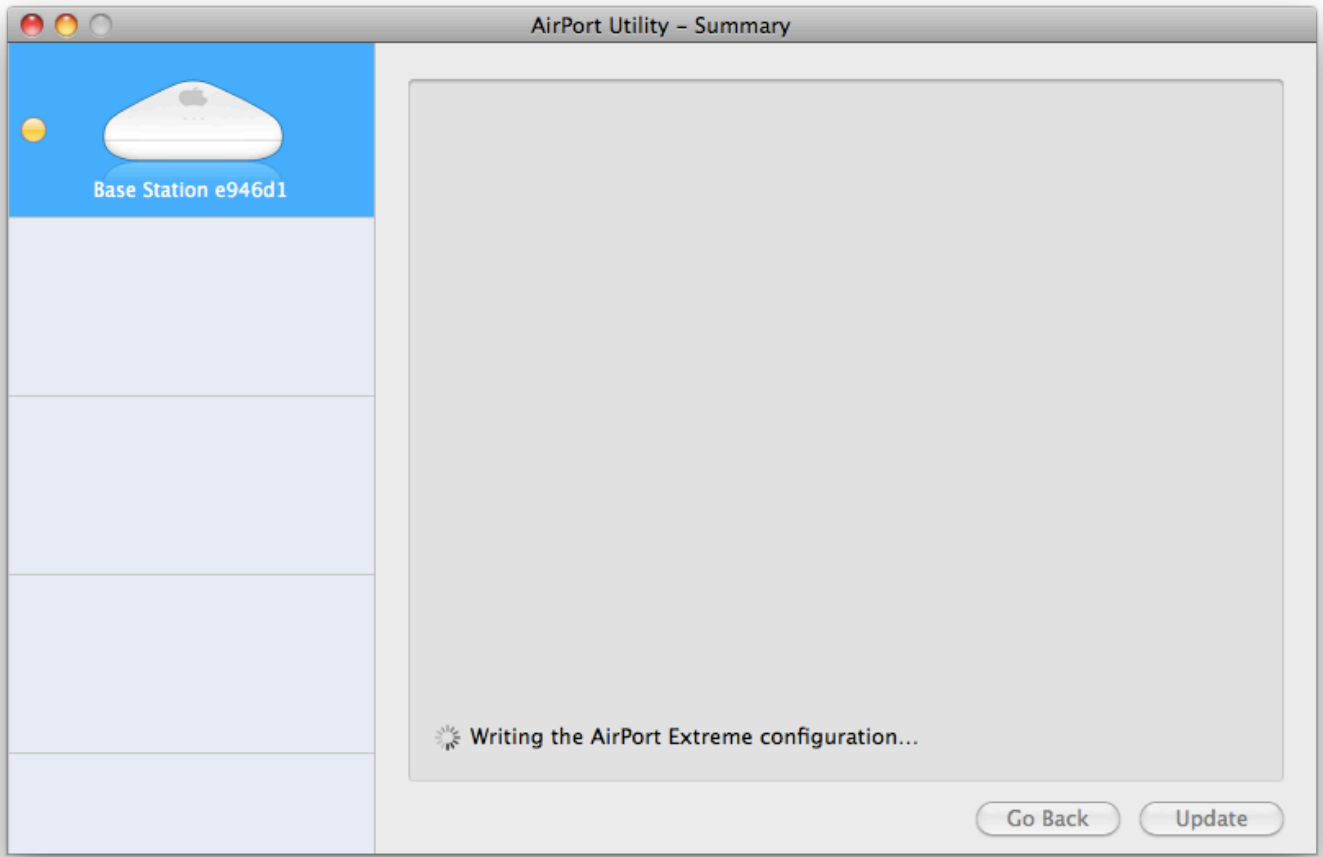 AirPort Utility – Summary
Base Station e946d1
Writing the AirPort Extreme configuration...
Go Back
Update